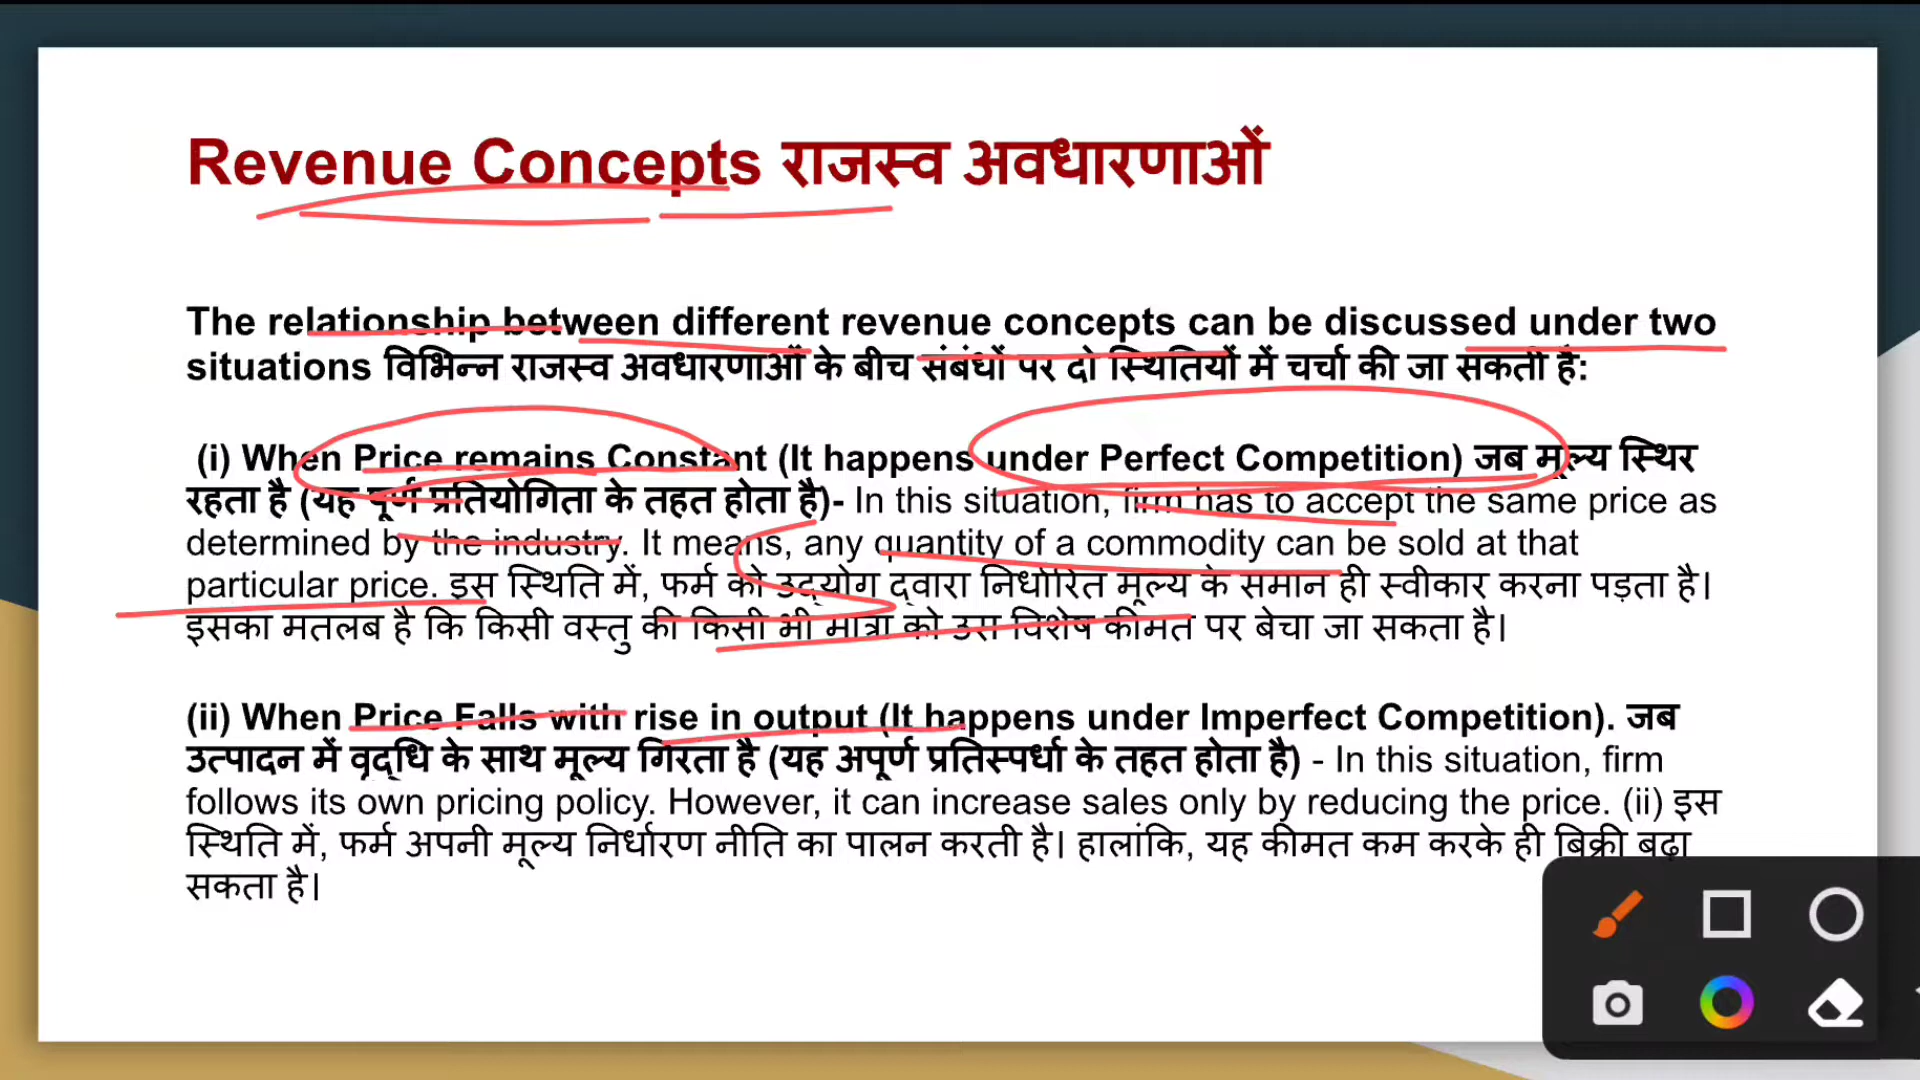 Revenue Concepts राजस्व अवधारणाओं
The relationship between different revenue concepts can be discussed under two
situations विभिन्न राजस्व अवधारणाओं के बीच संबंधों पर दो स्थितियों में चर्चा की जा सकती है:
(i) When Price remains Constant (It happens under Perfect Competition) जब मूल्य स्थिर
रहता है (यह पूर्ण प्रतियोगिता के तहत होता है)- In this situation, firm has to accept the same price as
determined by the industry. It means, any quantity of a commodity can be sold at that
particular price. इस स्थिति में, फर्म को उद्योग द्वारा निर्धारित मूल्य के समान ही स्वीकार करना पड़ता है।
इसका मतलब है कि किसी वस्तु की किसी भी मात्रा को उस विशेष कीमत पर बेचा जा सकता है।
(ii) When Price Falls with rise in output (It happens under Imperfect Competition). जब
उत्पादन में वृद्धि के साथ मूल्य गिरता है (यह अपूर्ण प्रतिस्पर्धा के तहत होता है) - In this situation, firm
follows its own pricing policy. However, it can increase sales only by reducing the price. (ii) इस
स्थिति में, फर्म अपनी मूल्य निर्धारण नीति का पालन करती है। हालांकि, यह कीमत कम करके ही बिक्री बढ़ा
सकता है।